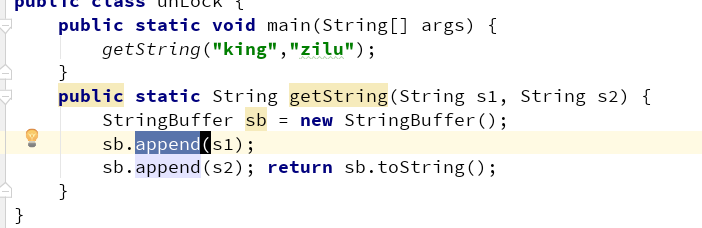 public class unLock {
    public static void main(String[] args) {
        getString("king","zilu");
    }
    public static String getString(String s1, String s2) {
        StringBuffer sb = new StringBuffer();
        sb.append(s1);
        sb.append(s2); return sb.toString();
    }
}